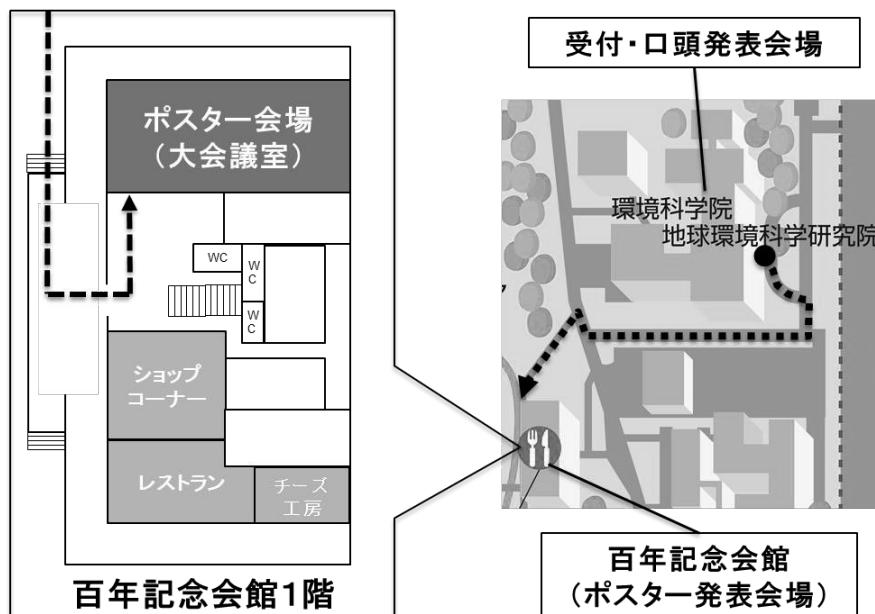 ポスター会場
（大会議室）
WC
WC
WC
ショップ
コーナー
レストラン
チーズ
工房
百年記念会館1階
受付・口頭発表会場
環境科学院
地球環境科学研究院
百年記念会館
（ポスター発表会場）